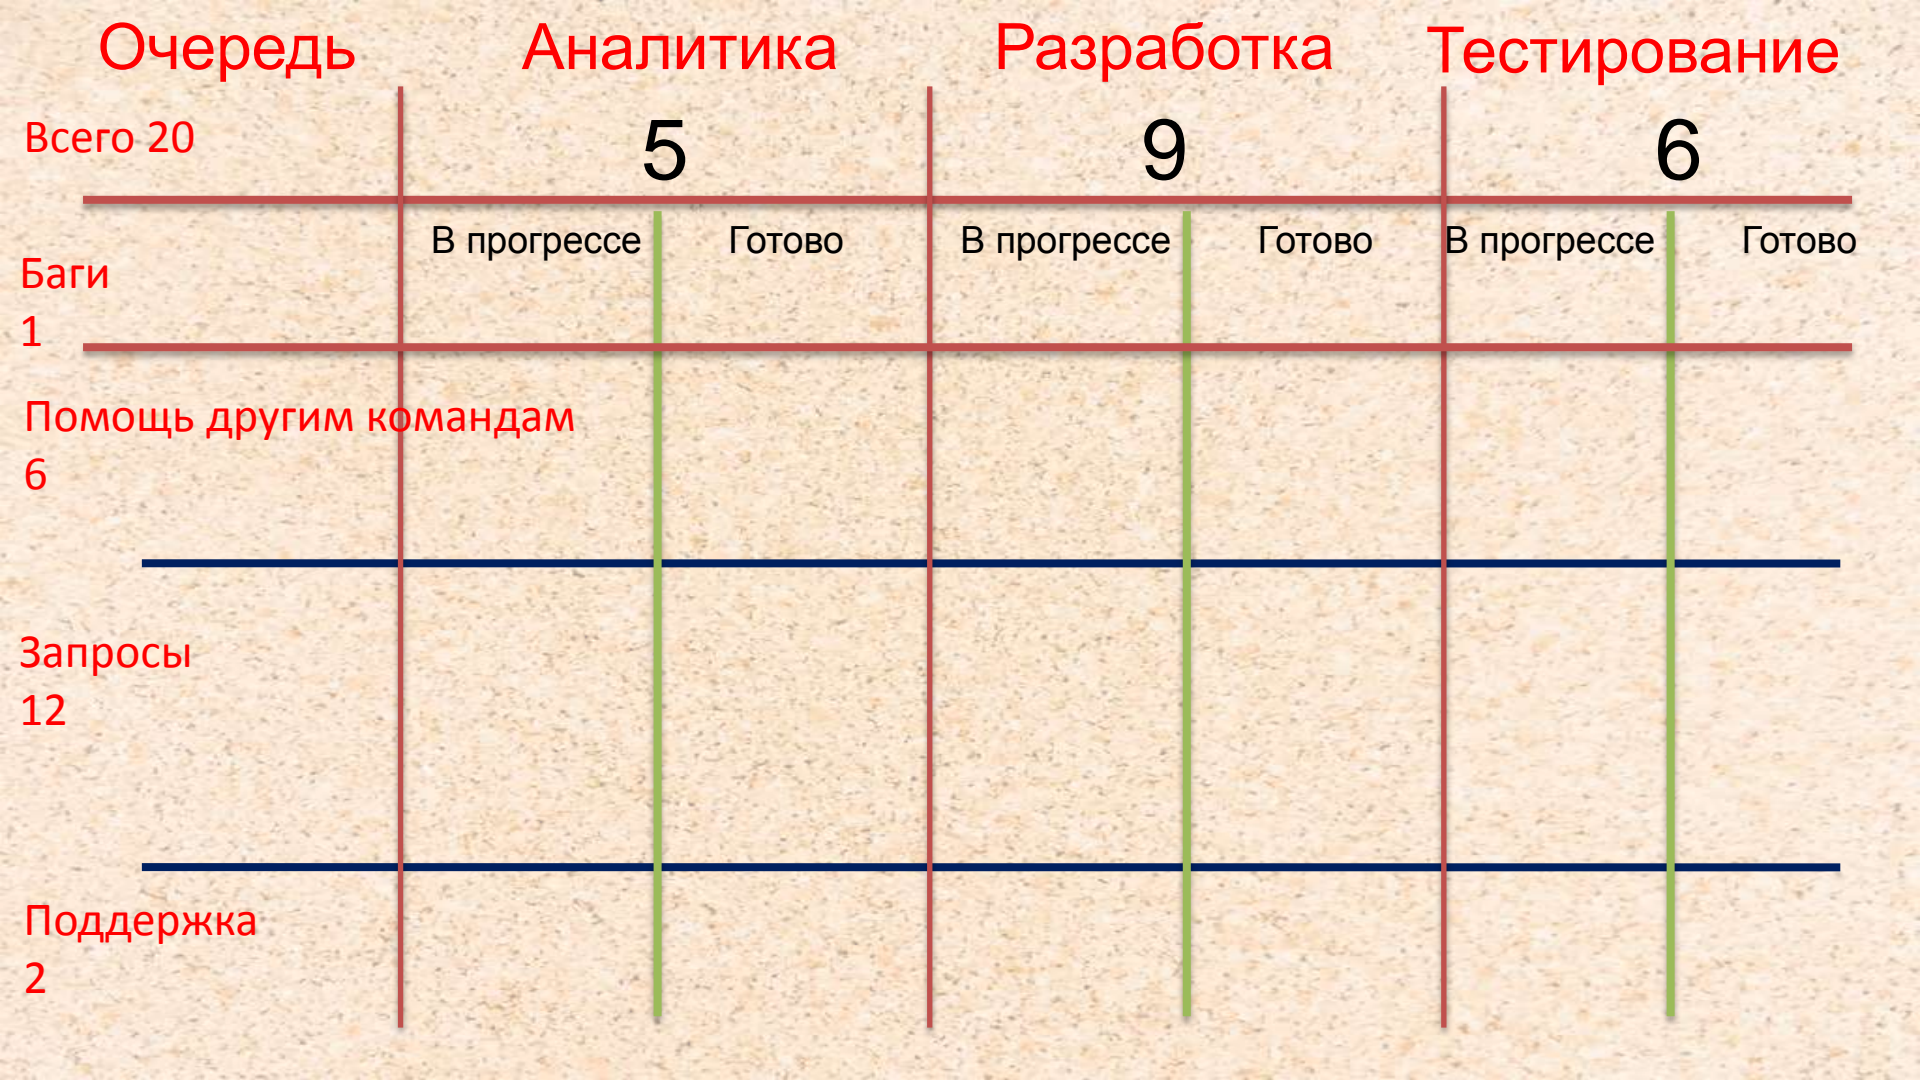 Очередь Аналитика Разработка Тестирование
Всего 20 5 9 6
В прогрессе Готово В прогрессе Готово В прогрессе Готово
Баги
1
Помощь другим командам
6
Запросы
12
Поддержка
2